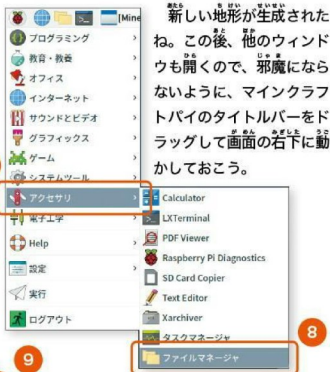 新しい地形が生成された
ね。この後、他のウィンド
ウも開くので、邪魔になら
ないように、マインクラフ
トパイのタイトルバーをド
ラッグして画面の右下に動
かしておこう。
[Mine
プログラミング
教育・教養
オフィス
インターネット
サウンドとビデオ
グラフィックス
ゲーム
システムツール
アクセサリ
電子工学
Help
設定
実行
ログアウト
Calculator
LXTerminal
PDF Viewer
Raspberry Pi Diagnostics
SD Card Copier
Text Editor
Xarchiver
タスクマネージャ
ファイルマネージャ
8
9